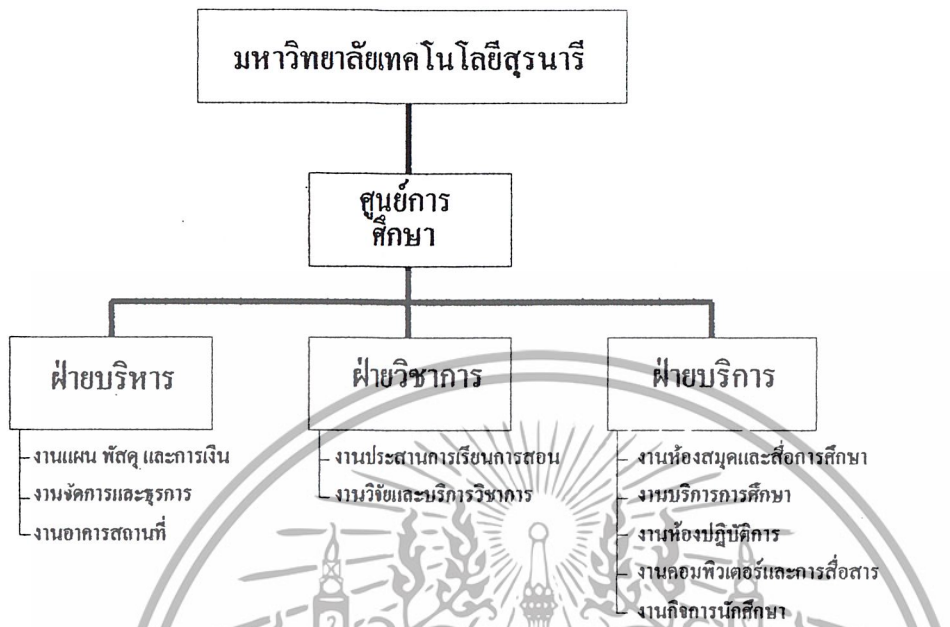 มหาวิทยาลัยเทคโนโลยีสุรนารี
ศูนย์การ
ศึกษา
ฝ่ายบริหาร
งานแผน พัสดุ และการเงิน
งานจัดการและธุรการ
งานอาคารสถานที่
ฝ่ายวิชาการ
งานประสานการเรียนการสอน
งานวิจัยและบริการวิชาการ
ฝ่ายบริการ
งานห้องสมุดและสื่อการศึกษา
งานบริการการศึกษา
งานห้องปฏิบัติการ
งานคอมพิวเตอร์และการสื่อสาร
งานกิจการนักศึกษา